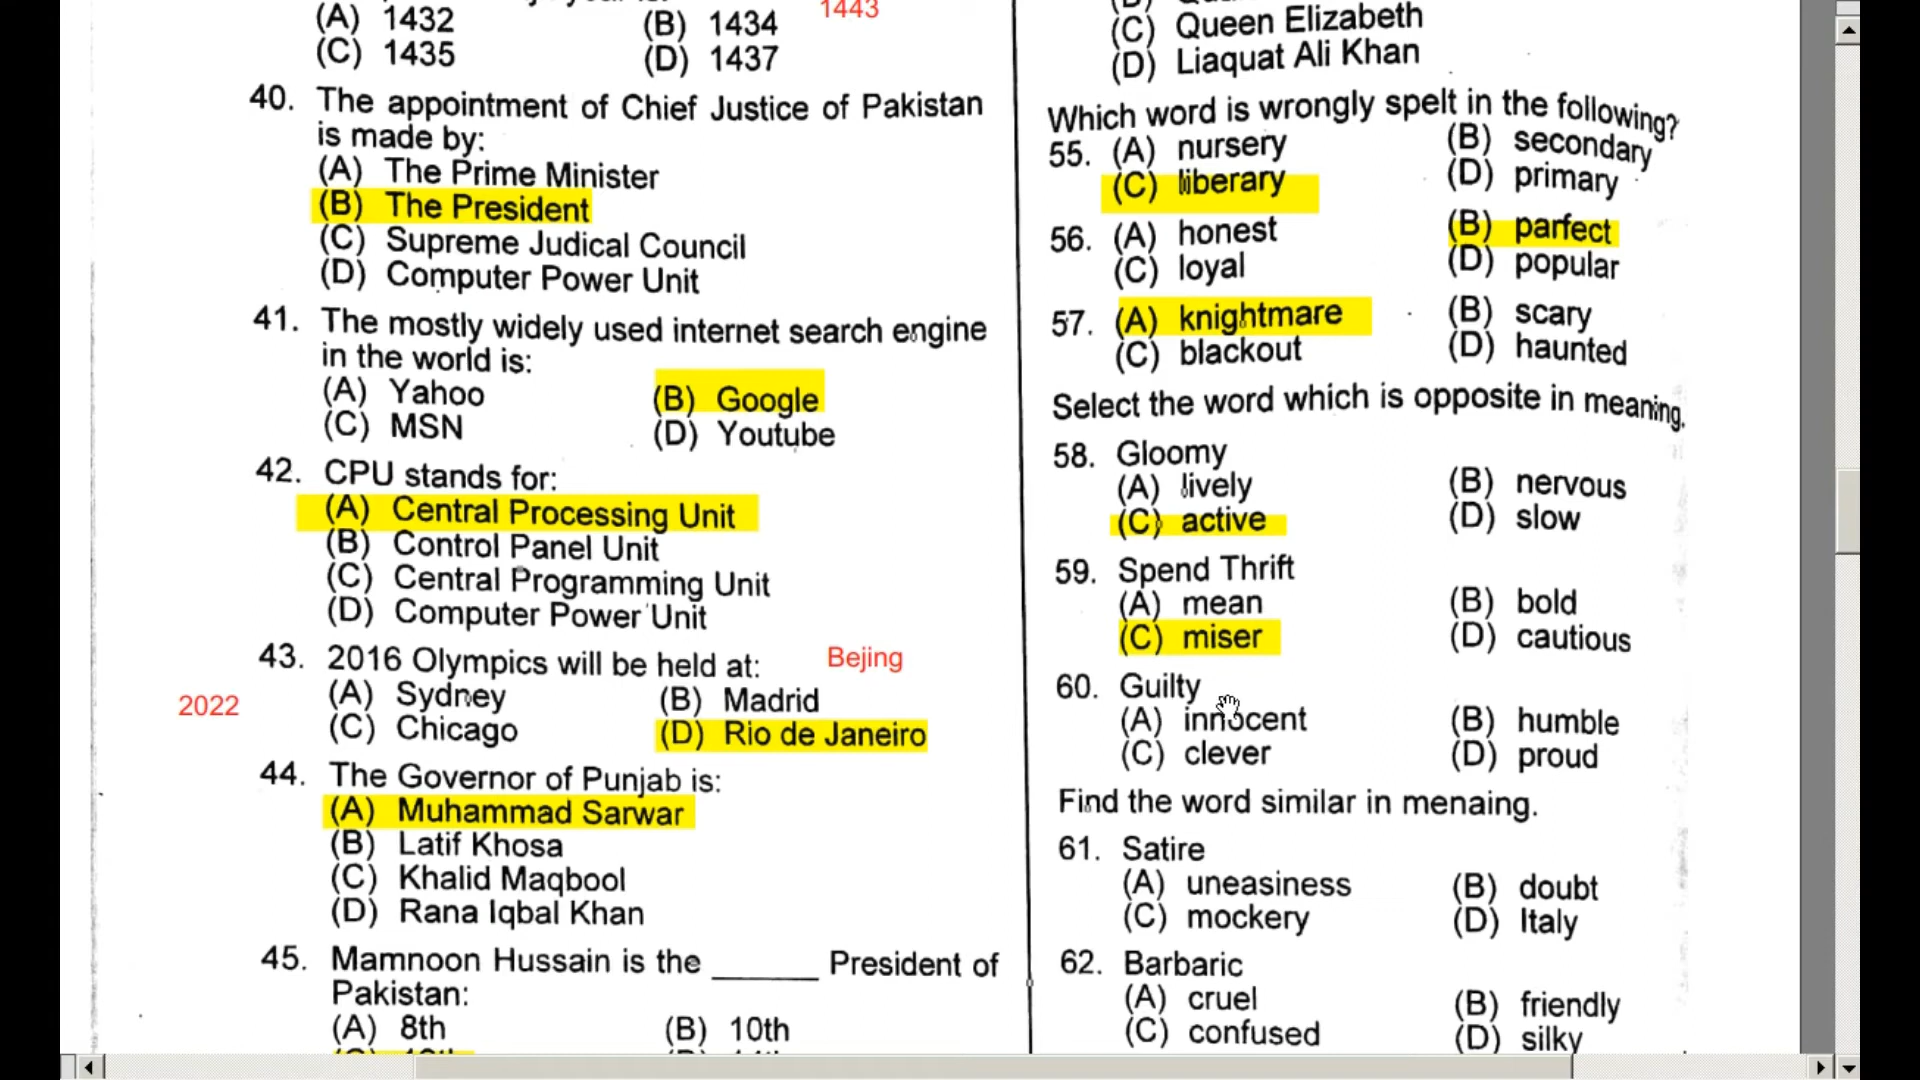 (A) 1432 (B) 1434 1443
(C) 1435 (D) 1437
40. The appointment of Chief Justice of Pakistan
is made by:
(A) The Prime Minister
(B) The President
(C) Supreme Judical Council
(D) Computer Power Unit
41. The mostly widely used internet search engine
in the world is:
(A) Yahoo (B) Google
(C) MSN (D) Youtube
42. CPU stands for:
(A) Central Processing Unit
(B) Control Panel Unit
(C) Central Programming Unit
(D) Computer Power Unit
43. 2016 Olympics will be held at: Bejing
2022 (A) Sydney (B) Madrid
(C) Chicago (D) Rio de Janeiro
44. The Governor of Punjab is:
(A) Muhammad Sarwar
(B) Latif Khosa
(C) Khalid Maqbool
(D) Rana Iqbal Khan
45. Mamnoon Hussain is the ______ President of
Pakistan:
(A) 8th (B) 10th
(C) Queen Elizabeth
(D) Liaquat Ali Khan
Which word is wrongly spelt in the following?
55. (A) nursery (B) secondary
(C) liberary (D) primary
56. (A) honest (B) parfect
(C) loyal (D) popular
57. (A) knightmare (B) scary
(C) blackout (D) haunted
Select the word which is opposite in meaning.
58. Gloomy
(A) lively (B) nervous
(C) active (D) slow
59. Spend Thrift
(A) mean (B) bold
(C) miser (D) cautious
60. Guilty
(A) innocent (B) humble
(C) clever (D) proud
Find the word similar in menaing.
61. Satire
(A) uneasiness (B) doubt
(C) mockery (D) Italy
62. Barbaric
(A) cruel (B) friendly
(C) confused (D) silky